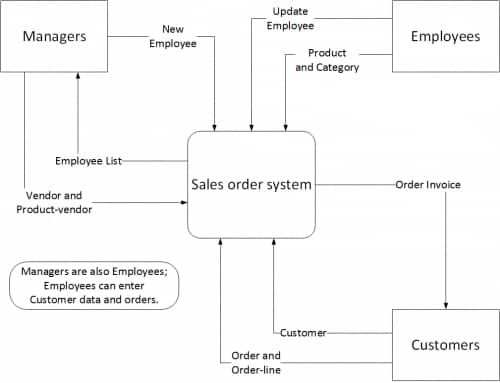 Managers
New
Employee
Update
Employee
Employees
Product
and Category
Employee List
Sales order system
Order Invoice
Vendor and
Product-vendor
Managers are also Employees;
Employees can enter
Customer data and orders.
Customer
Customers
Order and
Order-line